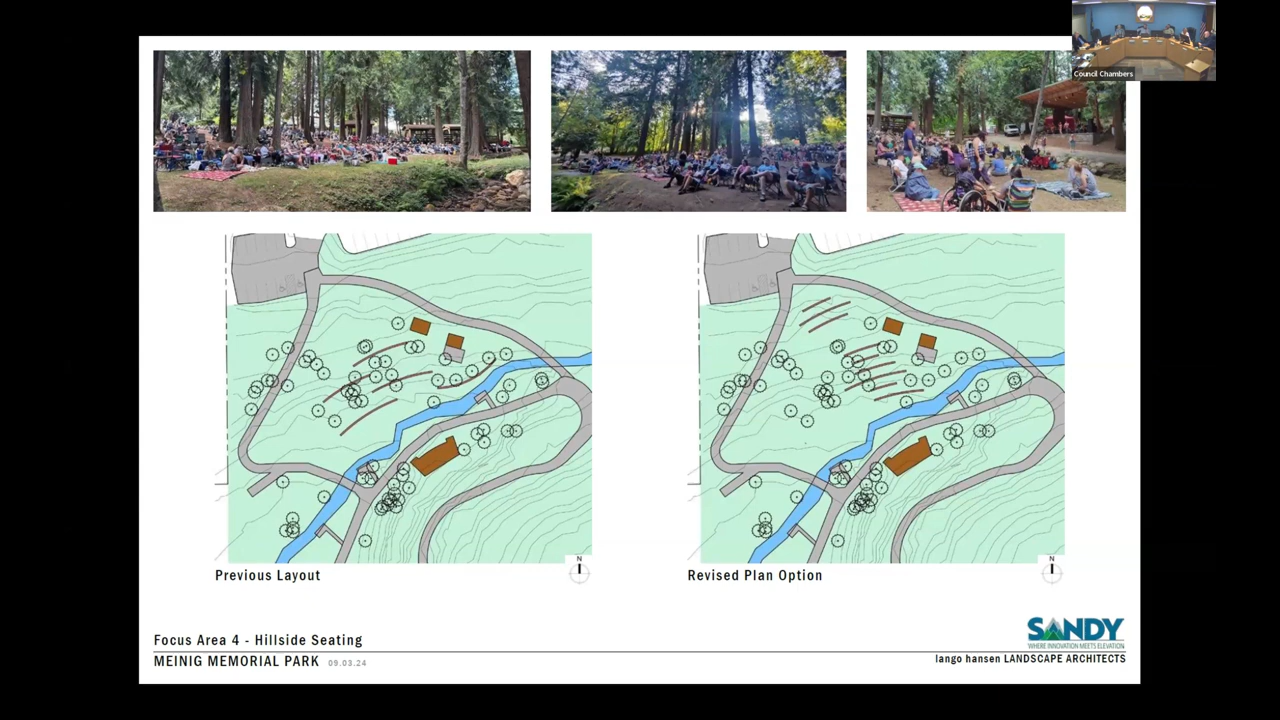 Council Chambers
N
N
Previous Layout
Revised Plan Option
Focus Area 4 - Hillside Seating
SANDY
WHERE INNOVATION MEETS ELEVATION
MEINIG MEMORIAL PARK 09.03.24
lango hansen LANDSCAPE ARCHITECTS